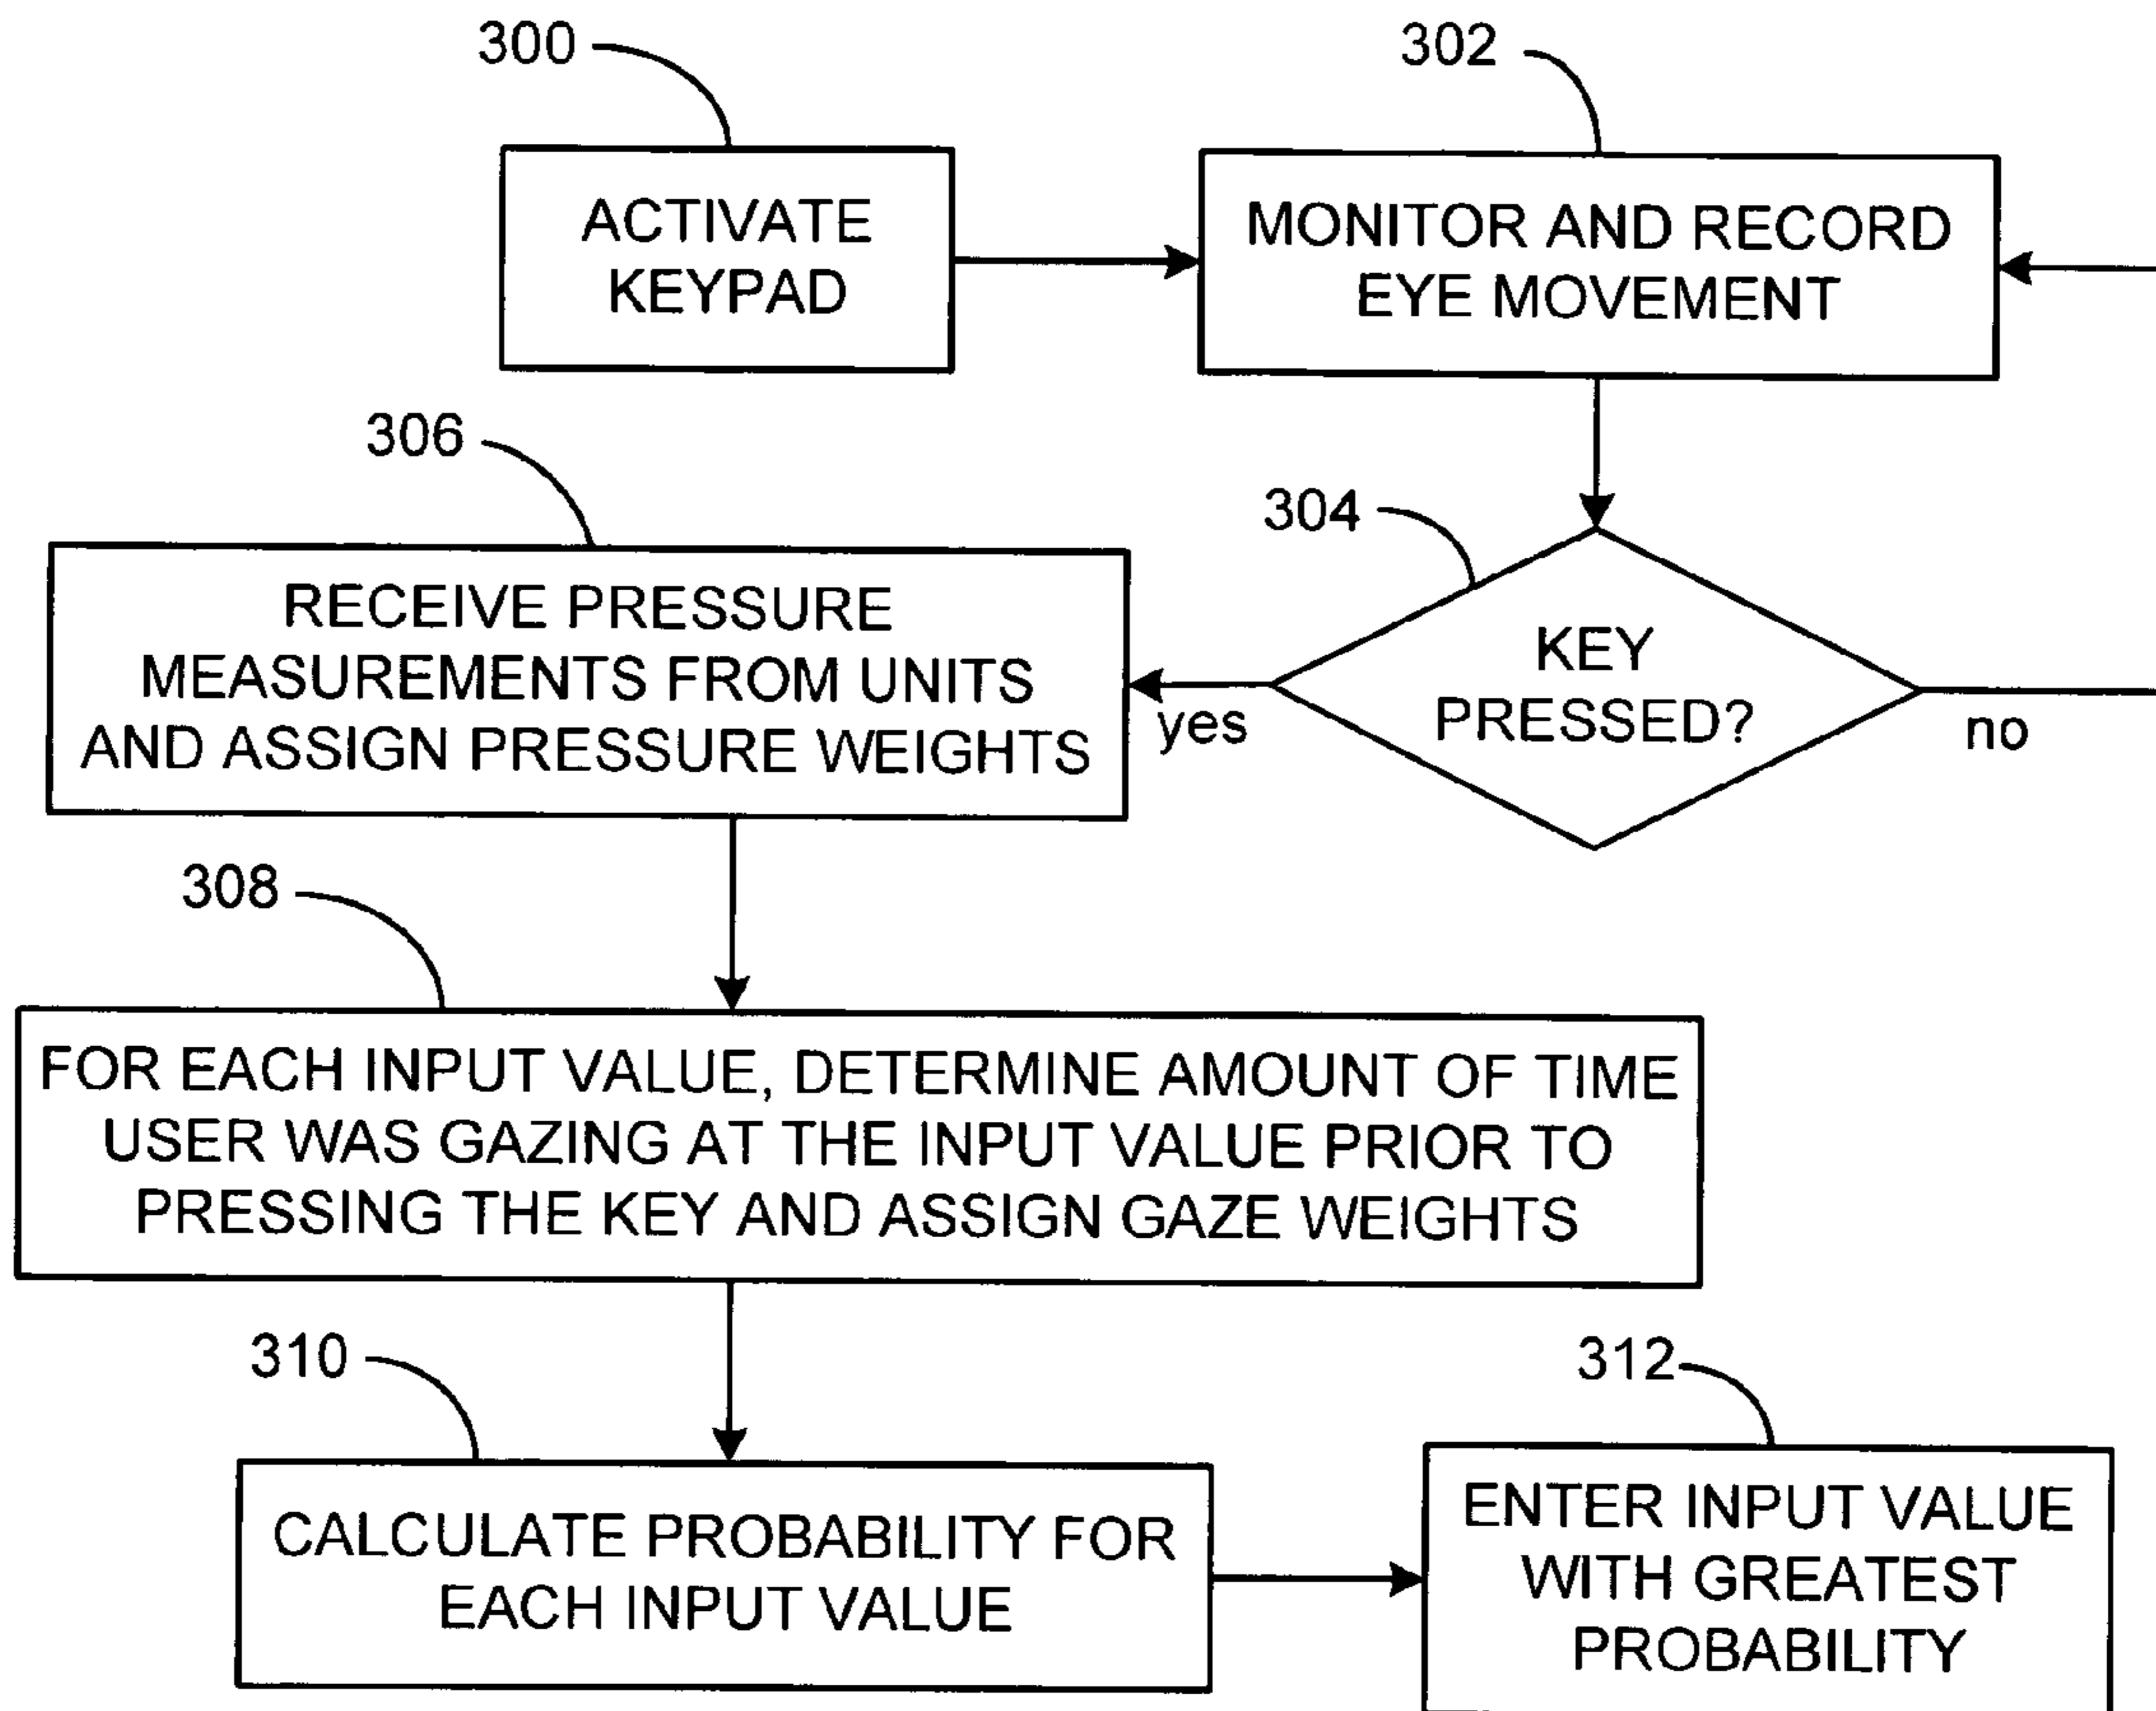 300
302
ACTIVATE
KEYPAD
MONITOR AND RECORD
EYE MOVEMENT
306
304
RECEIVE PRESSURE
MEASUREMENTS FROM UNITS
AND ASSIGN PRESSURE WEIGHTS
yes
KEY
PRESSED?
no
308
FOR EACH INPUT VALUE, DETERMINE AMOUNT OF TIME
USER WAS GAZING AT THE INPUT VALUE PRIOR TO
PRESSING THE KEY AND ASSIGN GAZE WEIGHTS
310
312
CALCULATE PROBABILITY FOR
EACH INPUT VALUE
ENTER INPUT VALUE
WITH GREATEST
PROBABILITY